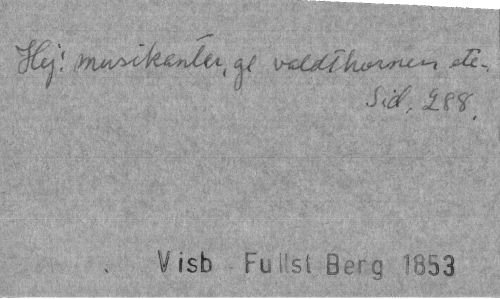 Hej! musikanter, ge valdthornen etc.
Sid. 288.
Visb Fullst Berg 1853